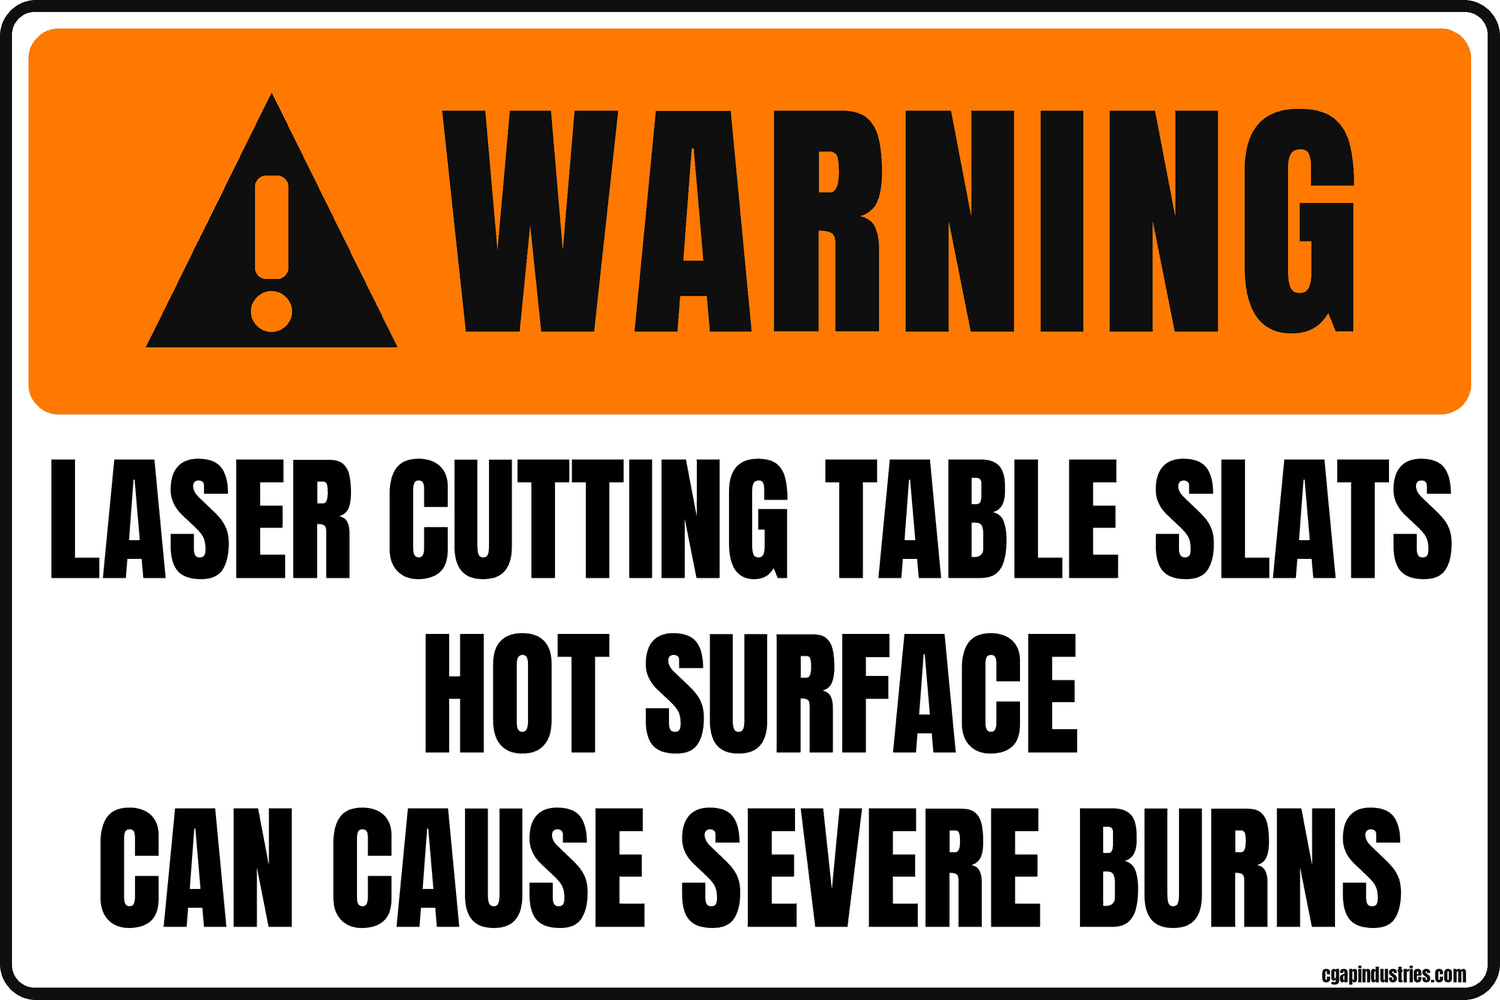 WARNING
LASER CUTTING TABLE SLATS
HOT SURFACE
CAN CAUSE SEVERE BURNS
cgapindustries.com